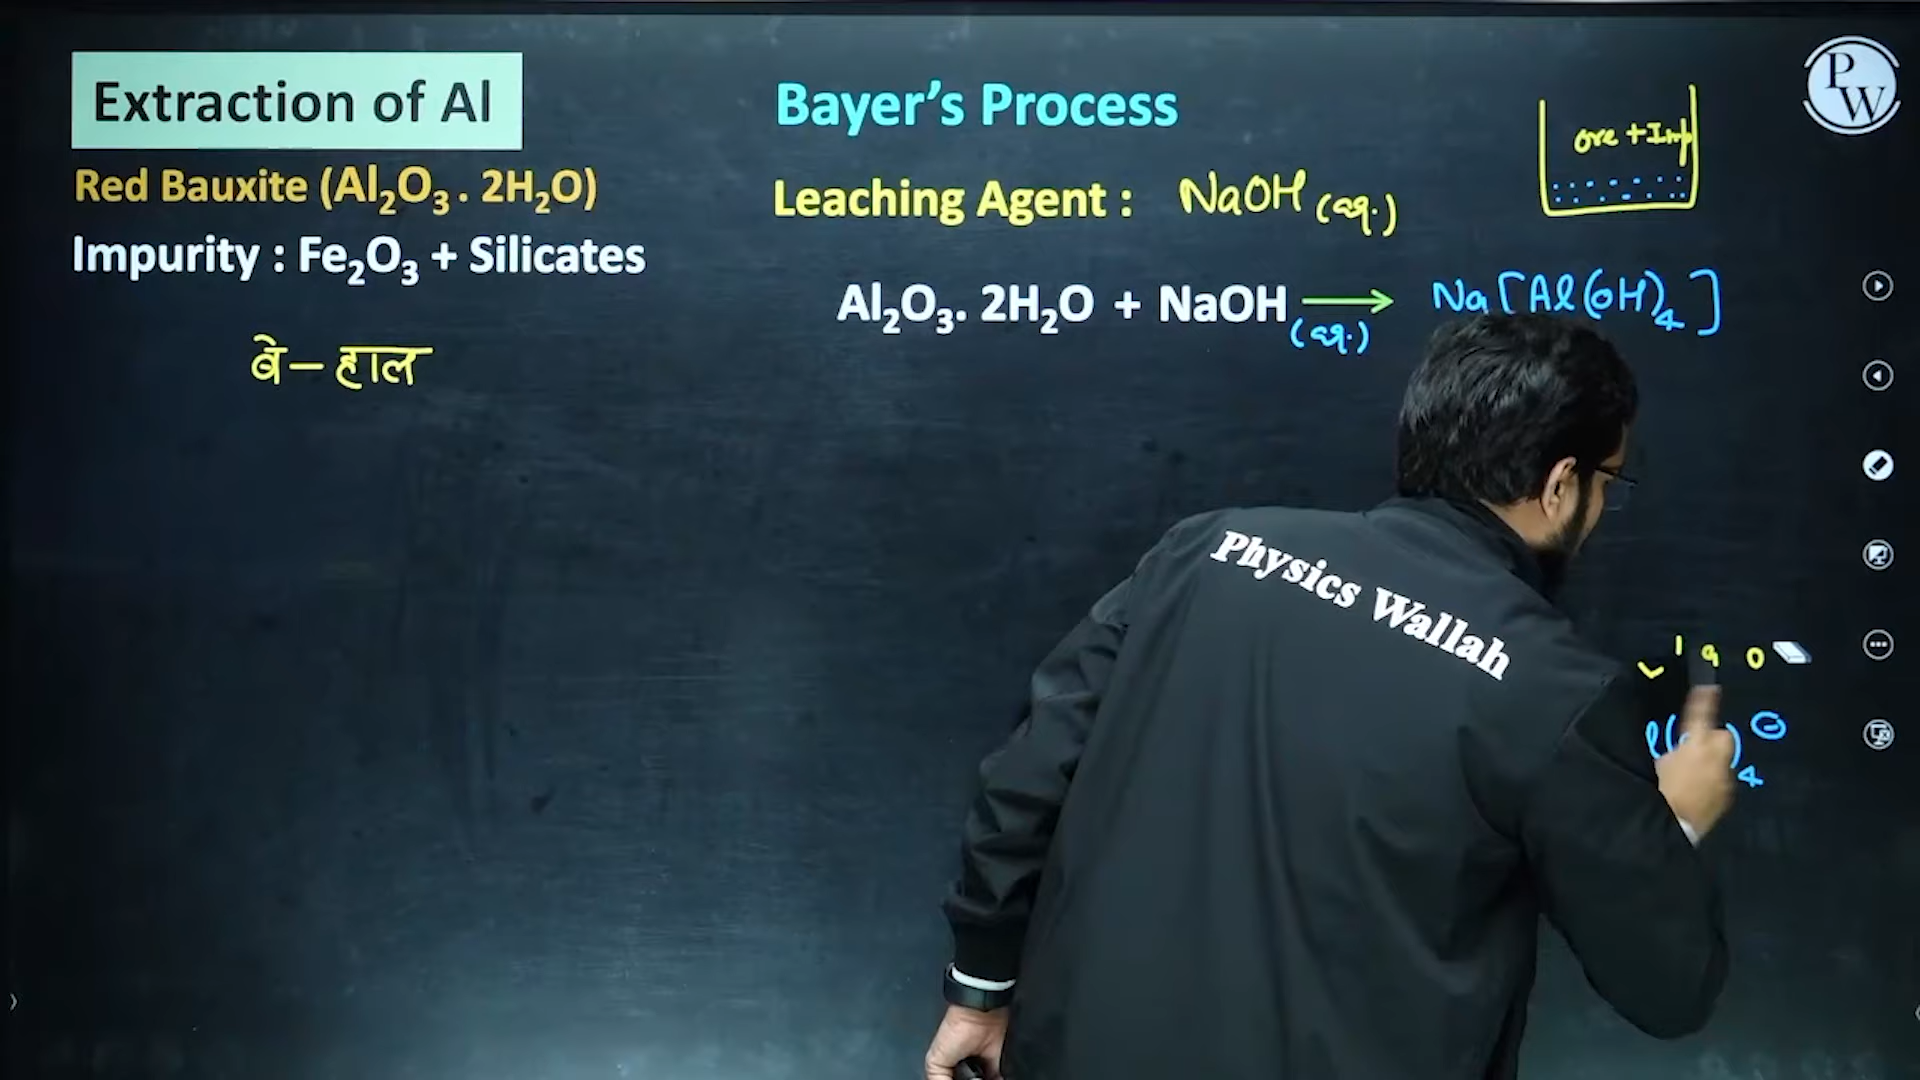 Extraction of Al
Red Bauxite (Al₂O₃. 2H₂O)
Impurity : Fe₂O₃ + Silicates
बे – हाल
Bayer’s Process
Leaching Agent : NaOH (aq.)
Al₂O₃. 2H₂O + NaOH (aq.) → Na[Al(OH)₄]
ore + Imp
PW
Physics Wallah